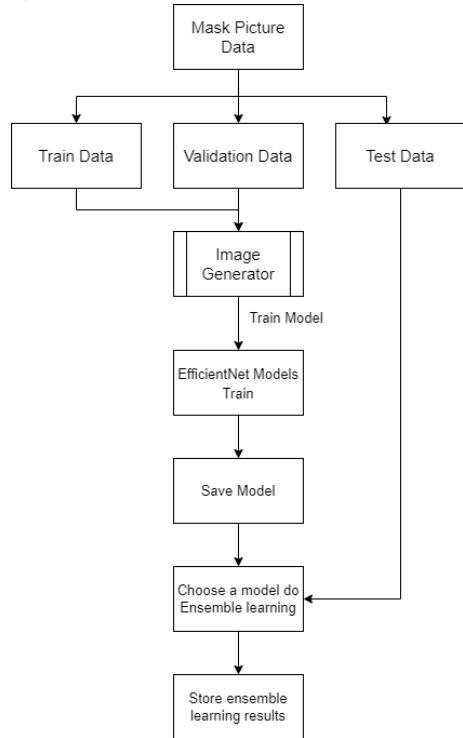 Mask Picture
Data
Train Data
Validation Data
Test Data
Image
Generator
Train Model
EfficientNet Models
Train
Save Model
Choose a model do
Ensemble learning
Store ensemble
learning results